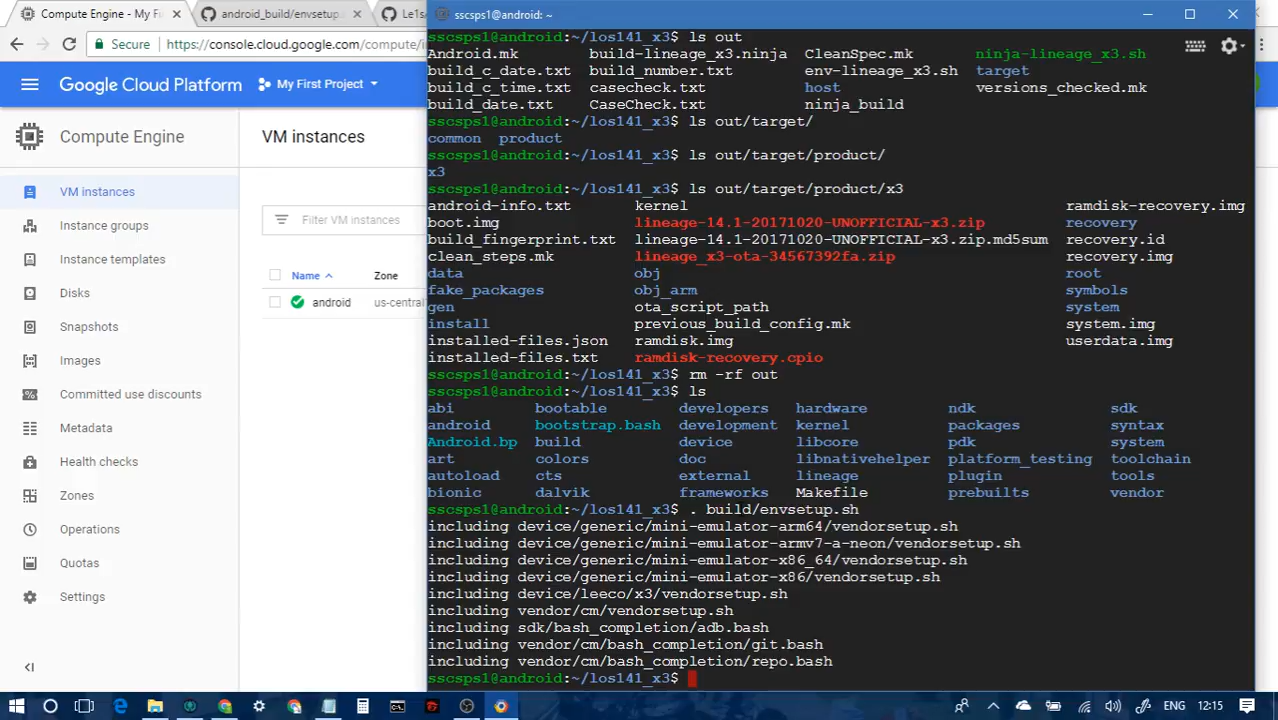 Compute Engine - My F
android_build/envsetup
Le1s/
sscsps1@android: ~
Secure
https://console.cloud.google.com/compute/i
Google Cloud Platform
My First Project
Compute Engine
VM instances
VM instances
Instance groups
Instance templates
Disks
Snapshots
Images
Committed use discounts
Metadata
Health checks
Zones
Operations
Quotas
Settings
Filter VM instances
Name
Zone
android
us-central
sscsps1@android:~/los141_x3$ ls out
Android.mk build-lineage_x3.ninja CleanSpec.mk ninja-lineage_x3.sh
build_c_date.txt build_number.txt env-lineage_x3.sh target
build_c_time.txt casecheck.txt host versions_checked.mk
build_date.txt CaseCheck.txt ninja_build
sscsps1@android:~/los141_x3$ ls out/target/
common product
sscsps1@android:~/los141_x3$ ls out/target/product/
x3
sscsps1@android:~/los141_x3$ ls out/target/product/x3
android-info.txt kernel ramdisk-recovery.img
boot.img lineage-14.1-20171020-UNOFFICIAL-x3.zip recovery
build_fingerprint.txt lineage-14.1-20171020-UNOFFICIAL-x3.zip.md5sum recovery.id
clean_steps.mk lineage_x3-ota-34567392fa.zip recovery.img
data obj root
fake_packages obj_arm symbols
gen ota_script_path system
install previous_build_config.mk system.img
installed-files.json ramdisk.img userdata.img
installed-files.txt ramdisk-recovery.cpio
sscsps1@android:~/los141_x3$ rm -rf out
sscsps1@android:~/los141_x3$ ls
abi bootable developers hardware ndk sdk
android bootstrap.bash development kernel packages syntax
Android.bp build device libcore pdk system
art colors doc libnativehelper platform_testing toolchain
autoload cts external lineage plugin tools
bionic dalvik frameworks Makefile prebuilts vendor
sscsps1@android:~/los141_x3$ . build/envsetup.sh
including device/generic/mini-emulator-arm64/vendorsetup.sh
including device/generic/mini-emulator-armv7-a-neon/vendorsetup.sh
including device/generic/mini-emulator-x86_64/vendorsetup.sh
including device/generic/mini-emulator-x86/vendorsetup.sh
including device/leeco/x3/vendorsetup.sh
including vendor/cm/vendorsetup.sh
including sdk/bash_completion/adb.bash
including vendor/cm/bash_completion/git.bash
including vendor/cm/bash_completion/repo.bash
sscsps1@android:~/los141_x3$
ENG
12:15